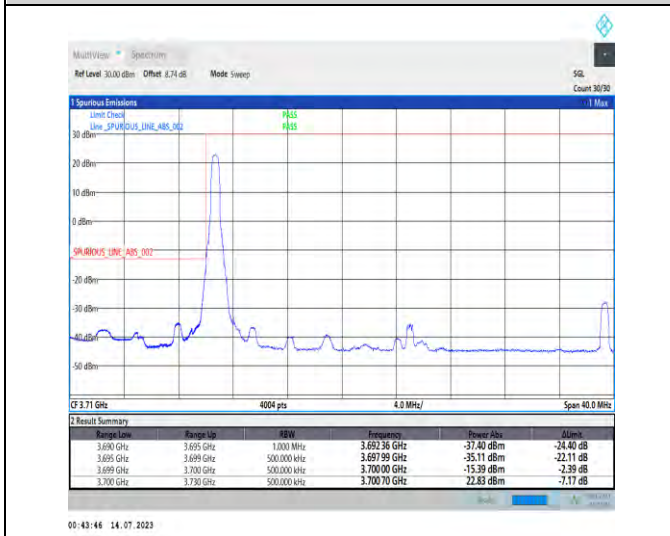 MultiView Spectrum
Ref Level 30.00 dBm Offset 8.74 dB Mode Sweep SGL
Count 30/30
1 Spurious Emissions 1 Max
Limit Check PASS
Line _SPURIOUS_LINE_ABS_002 PASS
30 dBm
20 dBm
10 dBm
0 dBm
_SPURIOUS_LINE_ABS_002
-20 dBm
-30 dBm
-40 dBm
-50 dBm
CF 3.71 GHz 4004 pts 4.0 MHz/ Span 40.0 MHz
2 Result Summary
Range Low Range Up RBW Frequency Power Abs ΔLimit
3.690 GHz 3.695 GHz 1.000 MHz 3.692 36 GHz -37.40 dBm -24.40 dB
3.695 GHz 3.699 GHz 500.000 kHz 3.697 99 GHz -35.11 dBm -22.11 dB
3.699 GHz 3.700 GHz 500.000 kHz 3.700 00 GHz -15.39 dBm -2.39 dB
3.700 GHz 3.730 GHz 500.000 kHz 3.700 70 GHz 22.83 dBm -7.17 dB
00:43:46 14.07.2023